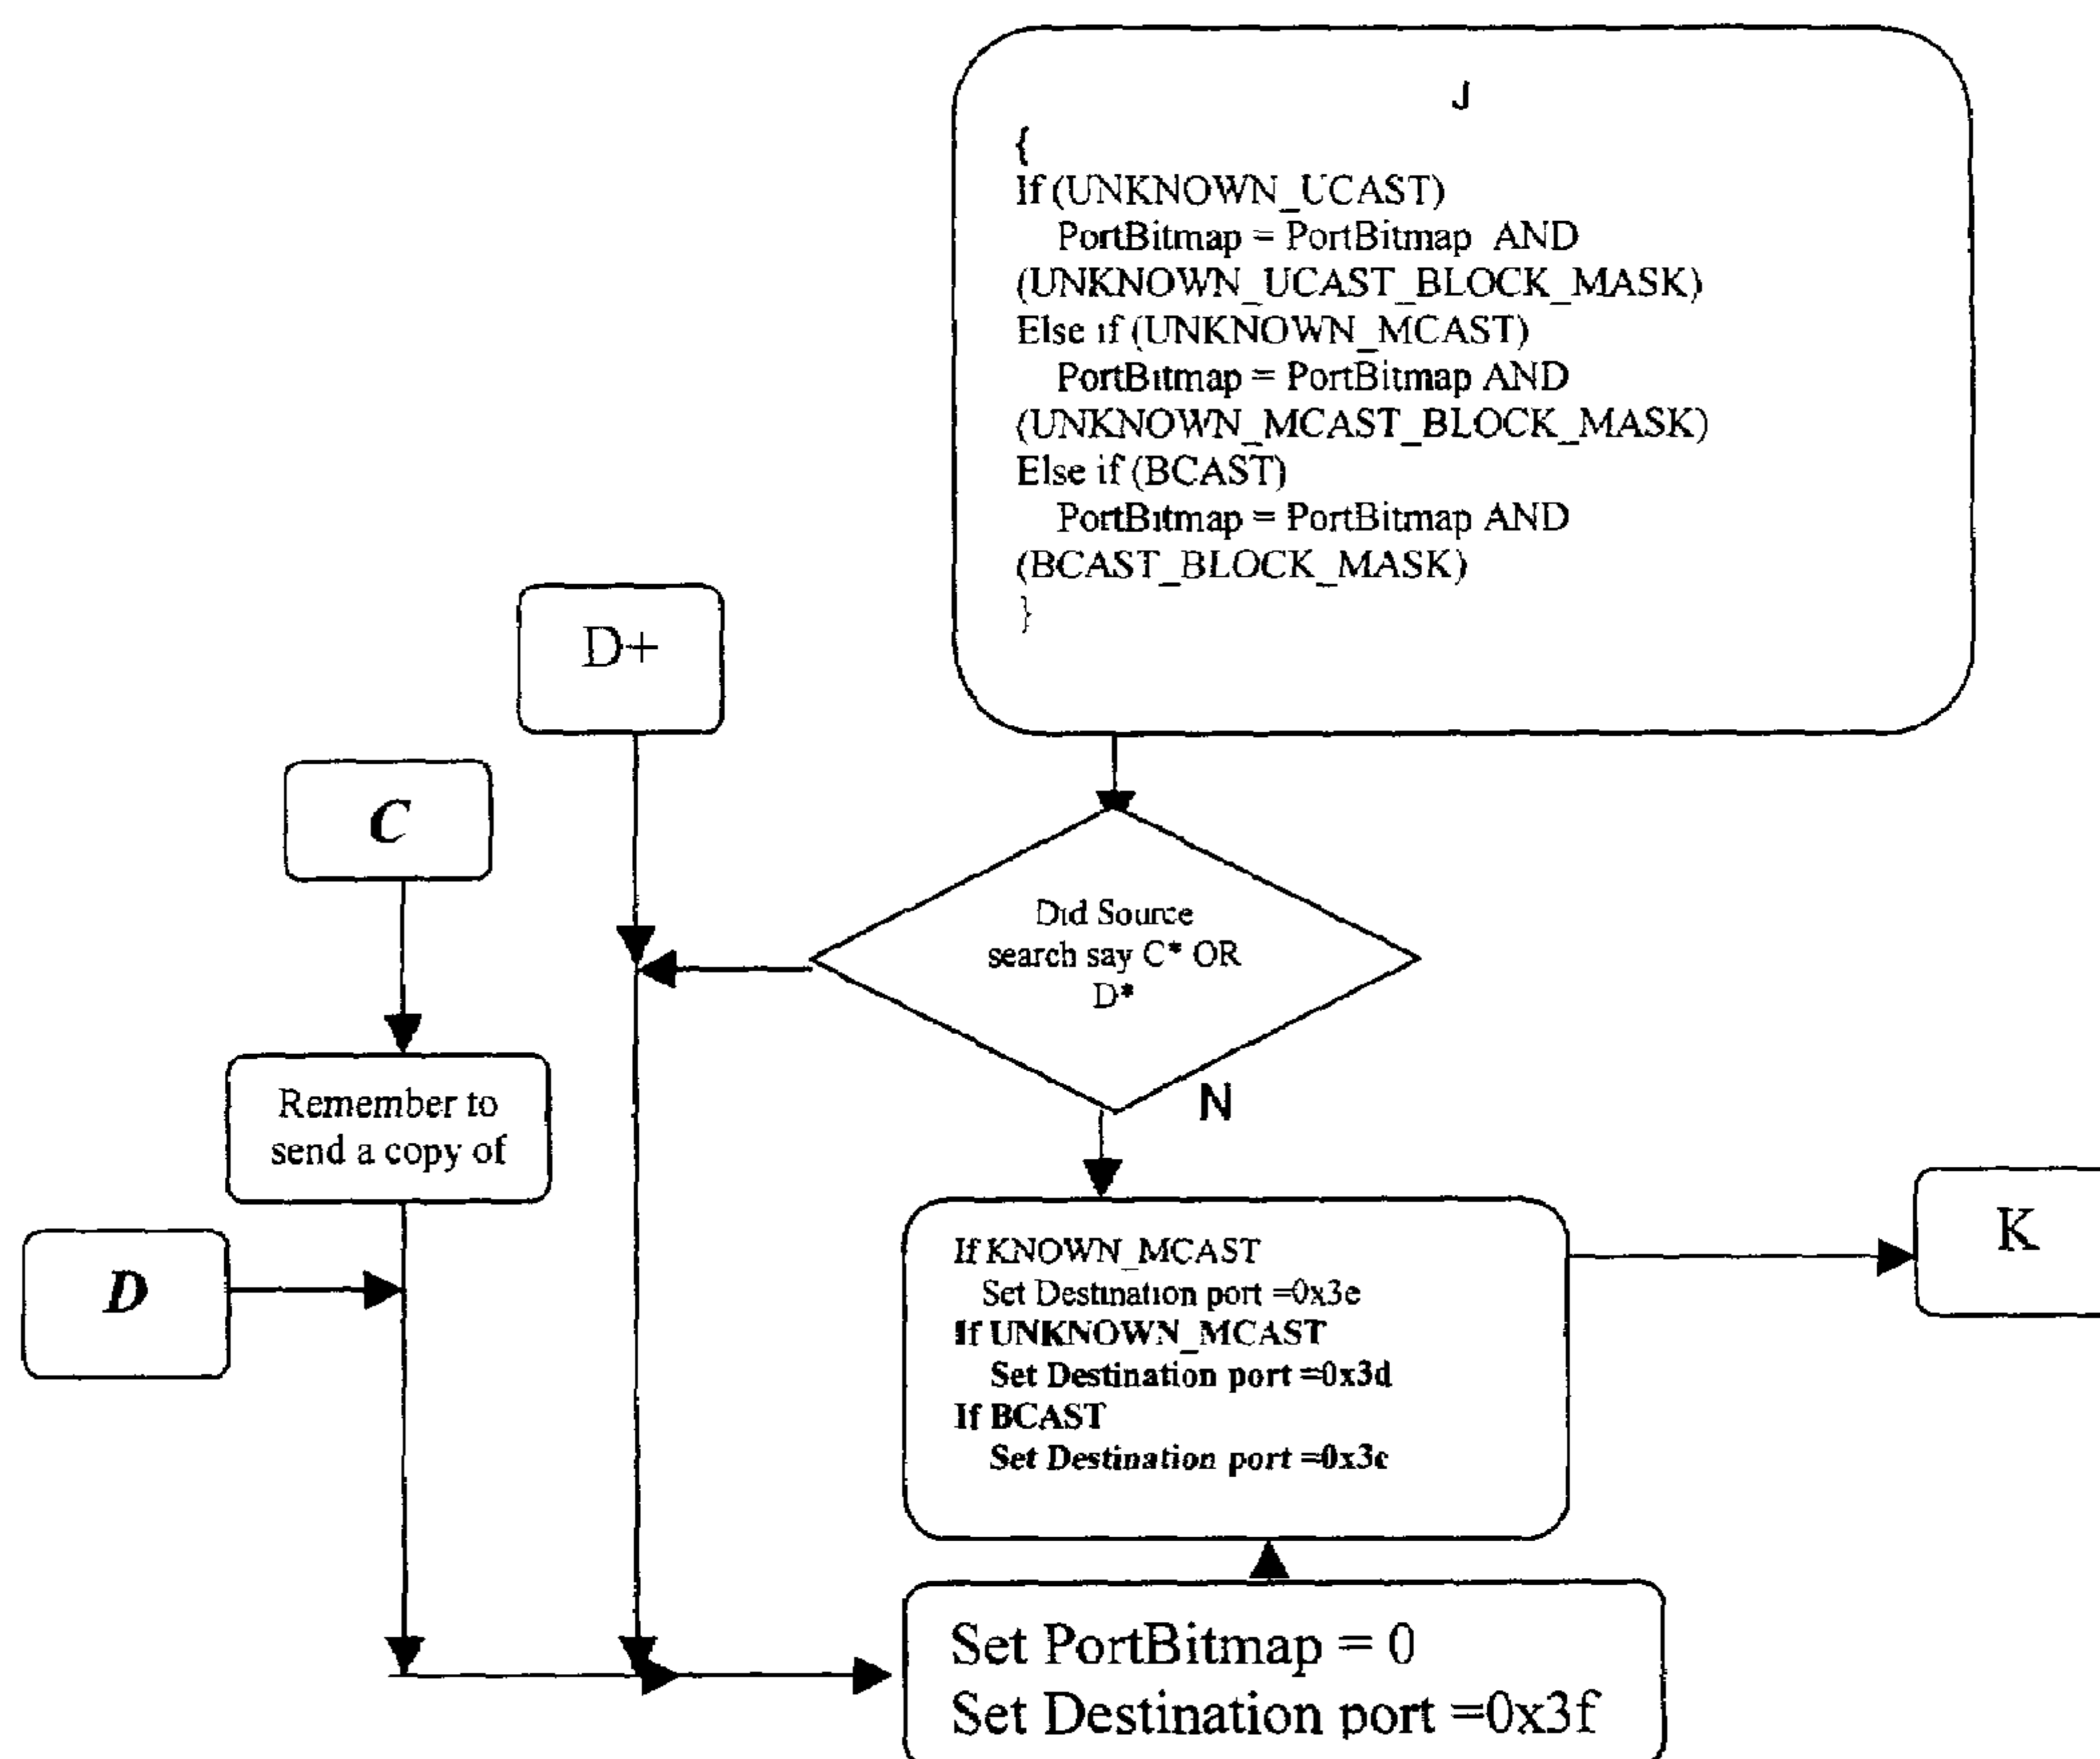 J
{
If (UNKNOWN_UCAST)
PortBitmap = PortBitmap AND
(UNKNOWN_UCAST_BLOCK_MASK)
Else if (UNKNOWN_MCAST)
PortBitmap = PortBitmap AND
(UNKNOWN_MCAST_BLOCK_MASK)
Else if (BCAST)
PortBitmap = PortBitmap AND
(BCAST_BLOCK_MASK)
}
D+
C
Did Source
search say C* OR
D*
N
Remember to
send a copy of
D
If KNOWN_MCAST
Set Destination port =0x3e
If UNKNOWN_MCAST
Set Destination port =0x3d
If BCAST
Set Destination port =0x3c
K
Set PortBitmap = 0
Set Destination port =0x3f